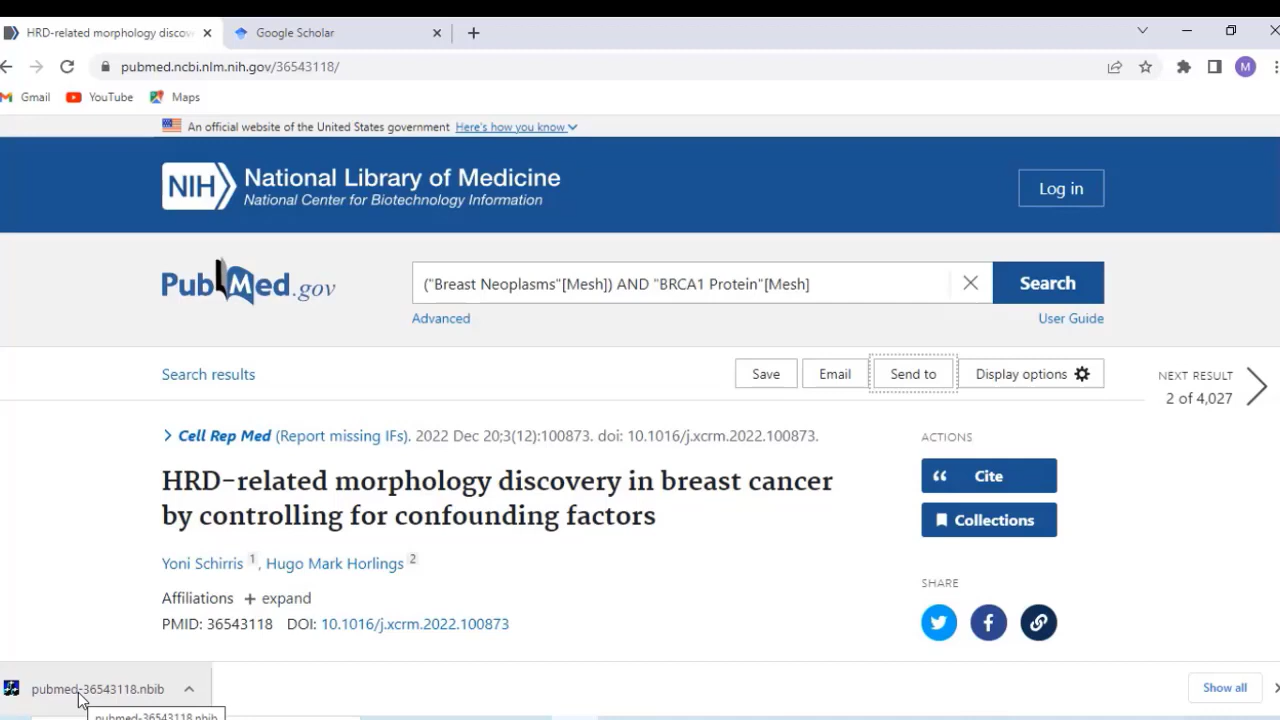 HRD-related morphology discov
Google Scholar
pubmed.ncbi.nlm.nih.gov/36543118/
M
Gmail
YouTube
Maps
An official website of the United States government Here's how you know
NIH
National Library of Medicine
National Center for Biotechnology Information
Log in
PubMed.gov
("Breast Neoplasms"[Mesh]) AND "BRCA1 Protein"[Mesh]
Search
Advanced
User Guide
Search results
Save
Email
Send to
Display options
NEXT RESULT
2 of 4,027
Cell Rep Med (Report missing IFs). 2022 Dec 20;3(12):100873. doi: 10.1016/j.xcrm.2022.100873.
HRD-related morphology discovery in breast cancer
by controlling for confounding factors
Yoni Schirris 1, Hugo Mark Horlings 2
Affiliations + expand
PMID: 36543118 DOI: 10.1016/j.xcrm.2022.100873
ACTIONS
Cite
Collections
SHARE
pubmed-36543118.nbib
pubmed-36543118.nbib
Show all